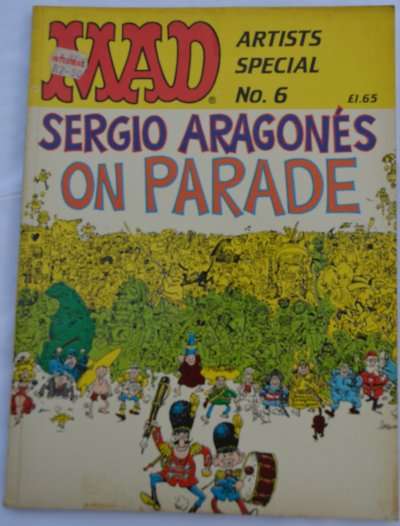 MAD
®
ARTISTS
SPECIAL
No. 6
£1.65
SERGIO ARAGONÉS
ON PARADE